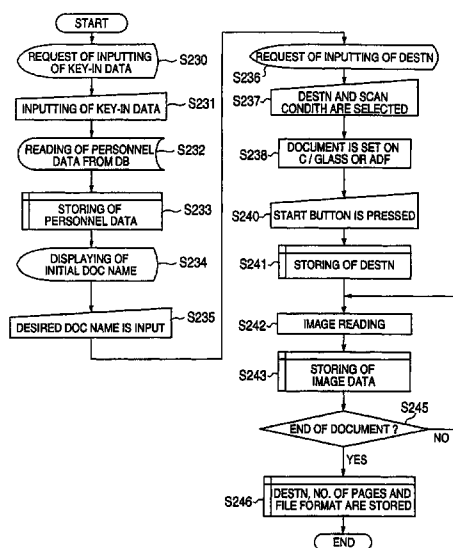 START
REQUEST OF INPUTTING
OF KEY-IN DATA
S230
INPUTTING OF KEY-IN DATA
S231
READING OF PERSONNEL
DATA FROM DB
S232
STORING OF
PERSONNEL DATA
S233
DISPLAYING OF
INITIAL DOC NAME
S234
DESIRED DOC NAME IS INPUT
S235
REQUEST OF INPUTTING OF DESTN
S236
S237
DESTN AND SCAN
CONDITH ARE SELECTED
S238
DOCUMENT IS SET ON
C / GLASS OR ADF
S240
START BUTTON IS PRESSED
S241
STORING OF DESTN
S242
IMAGE READING
S243
STORING OF
IMAGE DATA
S245
END OF DOCUMENT ?
NO
YES
S246
DESTN, NO. OF PAGES AND
FILE FORMAT ARE STORED
END